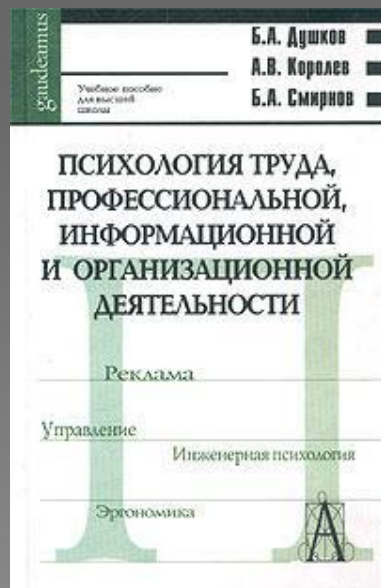 gaudeamus
Б.А. Душков
А.В. Королев
Б.А. Смирнов
Учебное пособие
для высшей
школы
ПСИХОЛОГИЯ ТРУДА,
ПРОФЕССИОНАЛЬНОЙ,
ИНФОРМАЦИОННОЙ
И ОРГАНИЗАЦИОННОЙ
ДЕЯТЕЛЬНОСТИ
Реклама
Управление
Инженерная психология
Эргономика